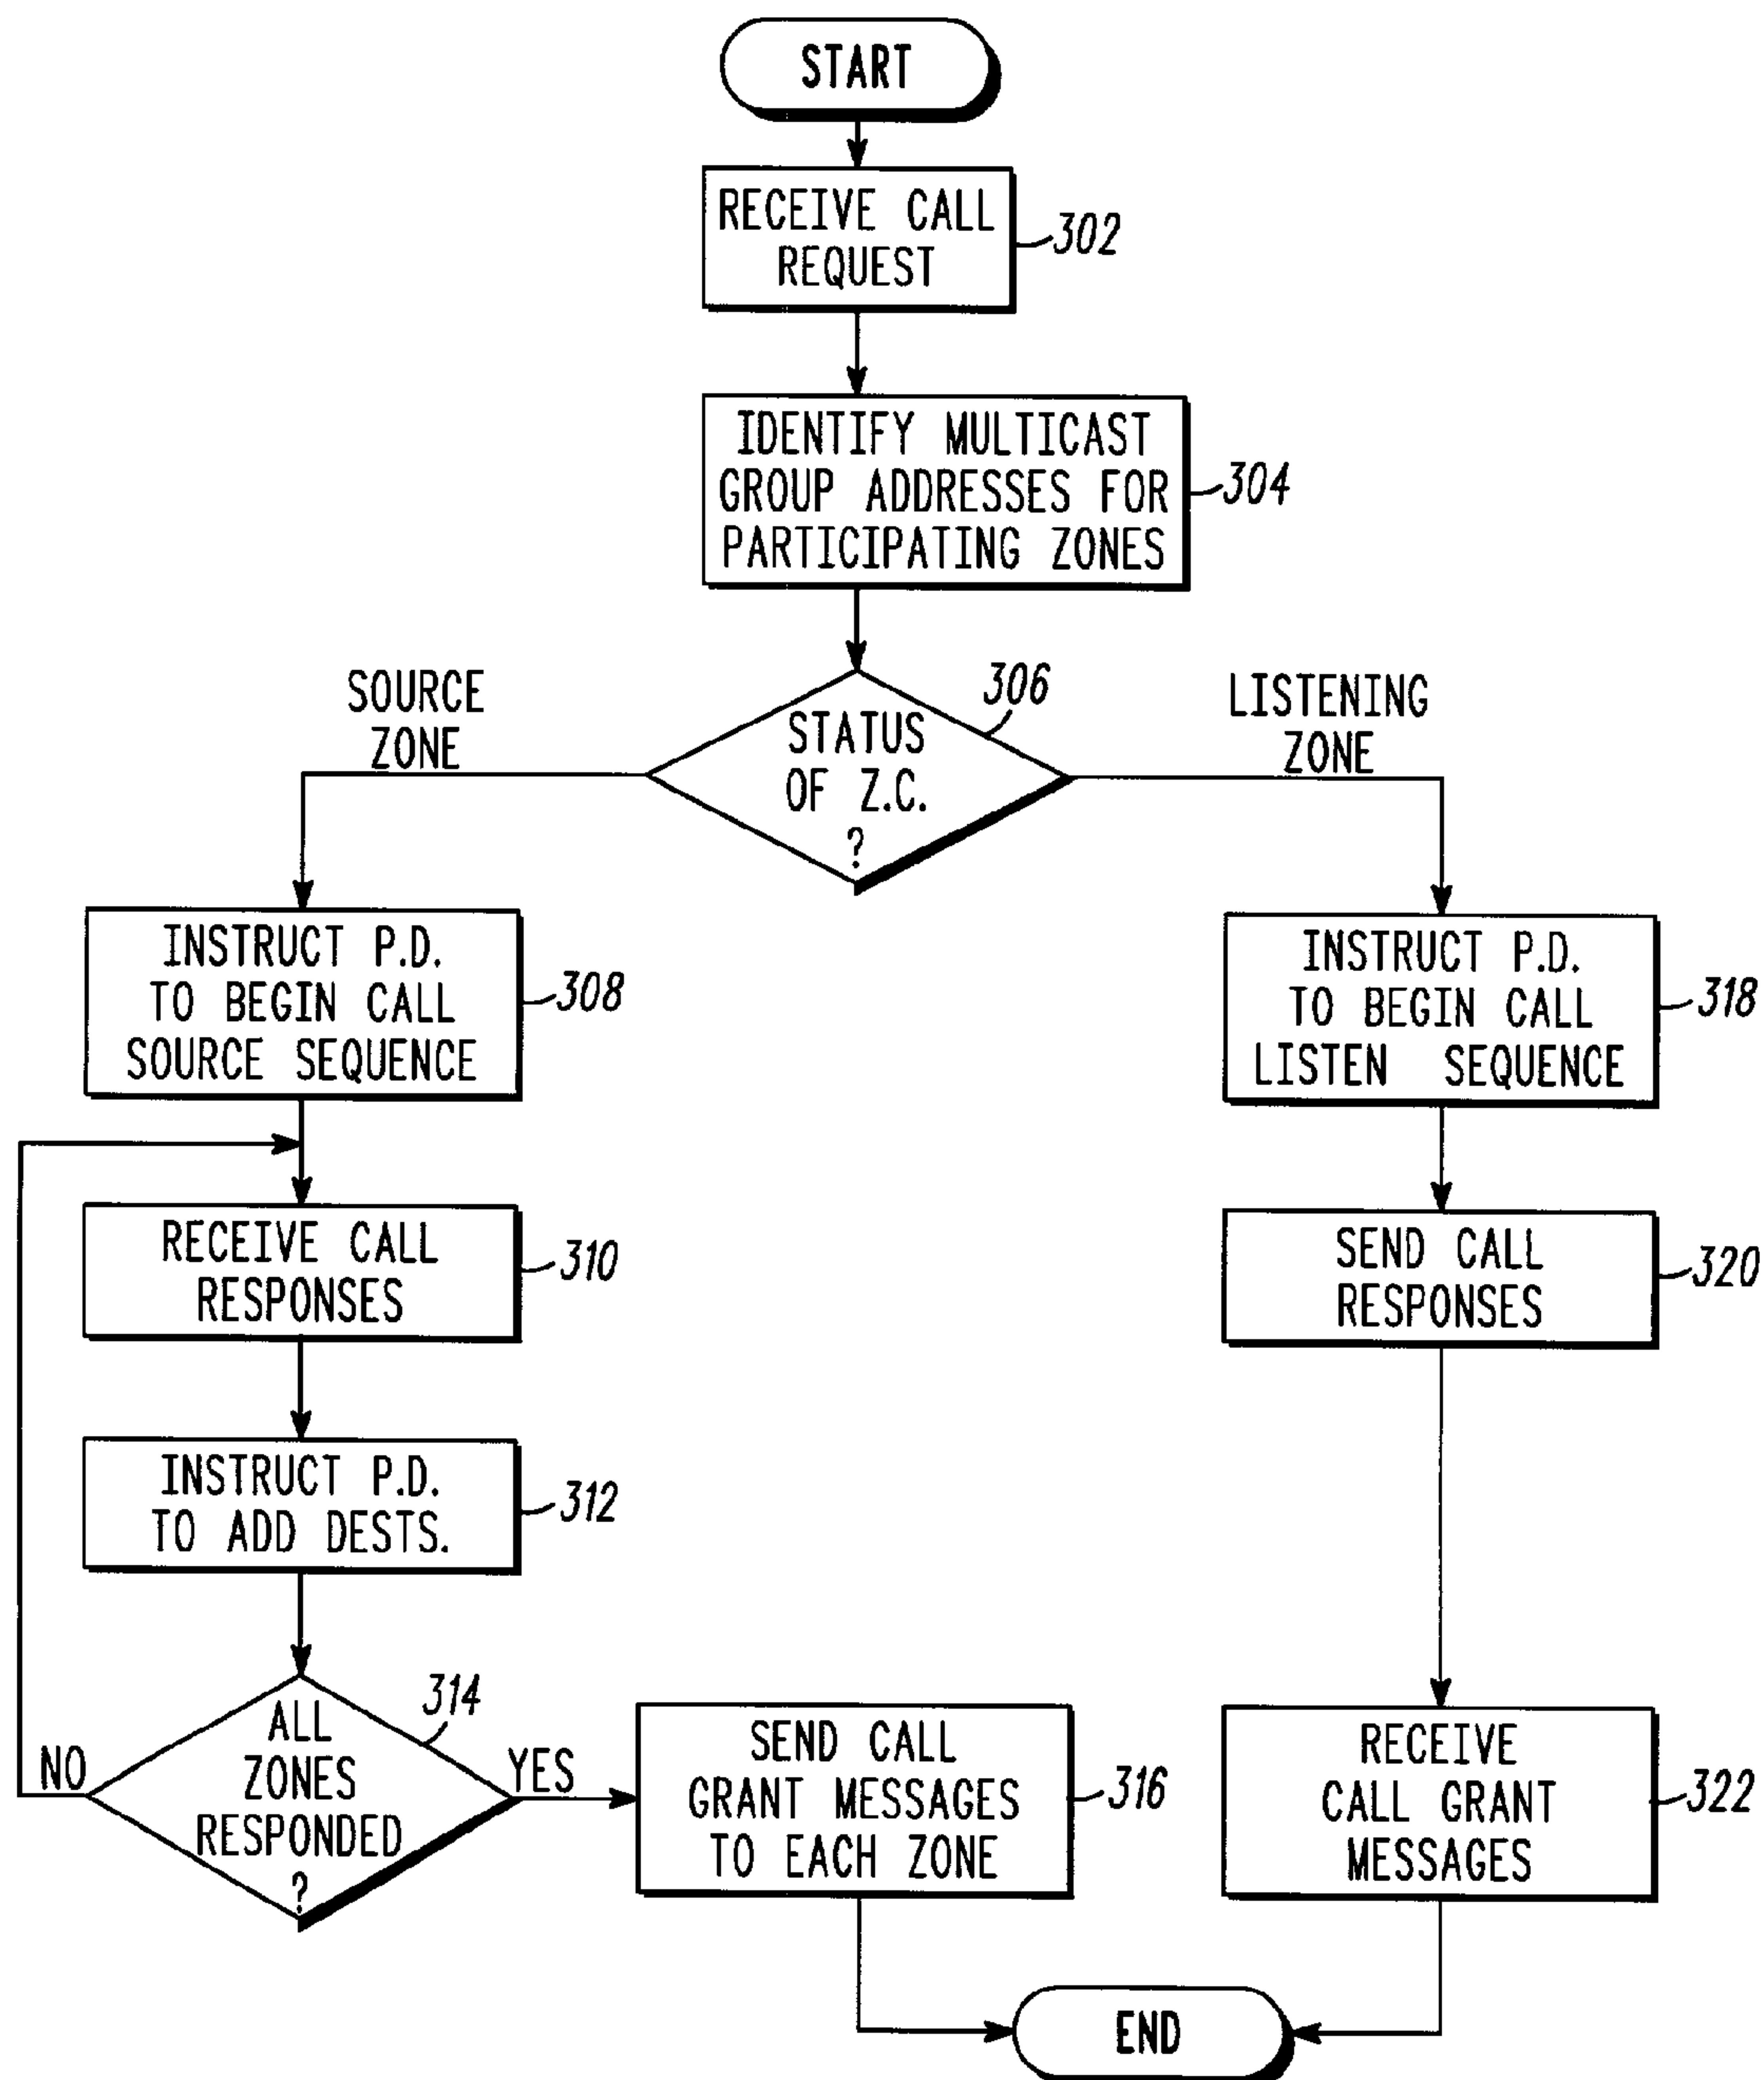 START
RECEIVE CALL
REQUEST
302
IDENTIFY MULTICAST
GROUP ADDRESSES FOR
PARTICIPATING ZONES
304
306
SOURCE
ZONE
STATUS
OF Z.C.
?
LISTENING
ZONE
INSTRUCT P.D.
TO BEGIN CALL
SOURCE SEQUENCE
308
INSTRUCT P.D.
TO BEGIN CALL
LISTEN SEQUENCE
318
RECEIVE CALL
RESPONSES
310
SEND CALL
RESPONSES
320
INSTRUCT P.D.
TO ADD DESTS.
312
314
ALL
ZONES
RESPONDED
?
NO
YES
SEND CALL
GRANT MESSAGES
TO EACH ZONE
316
RECEIVE
CALL GRANT
MESSAGES
322
END